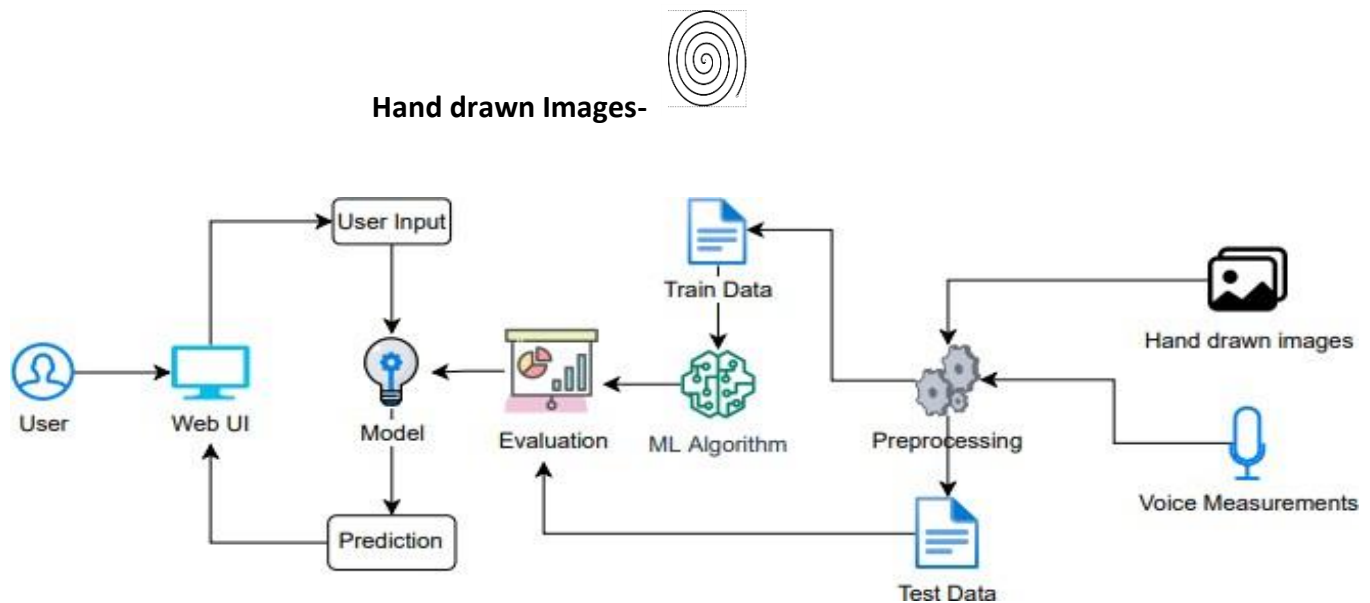 Hand drawn Images-
User Input
Train Data
Hand drawn images
User
Web UI
Model
Evaluation
ML Algorithm
Preprocessing
Voice Measurements
Prediction
Test Data